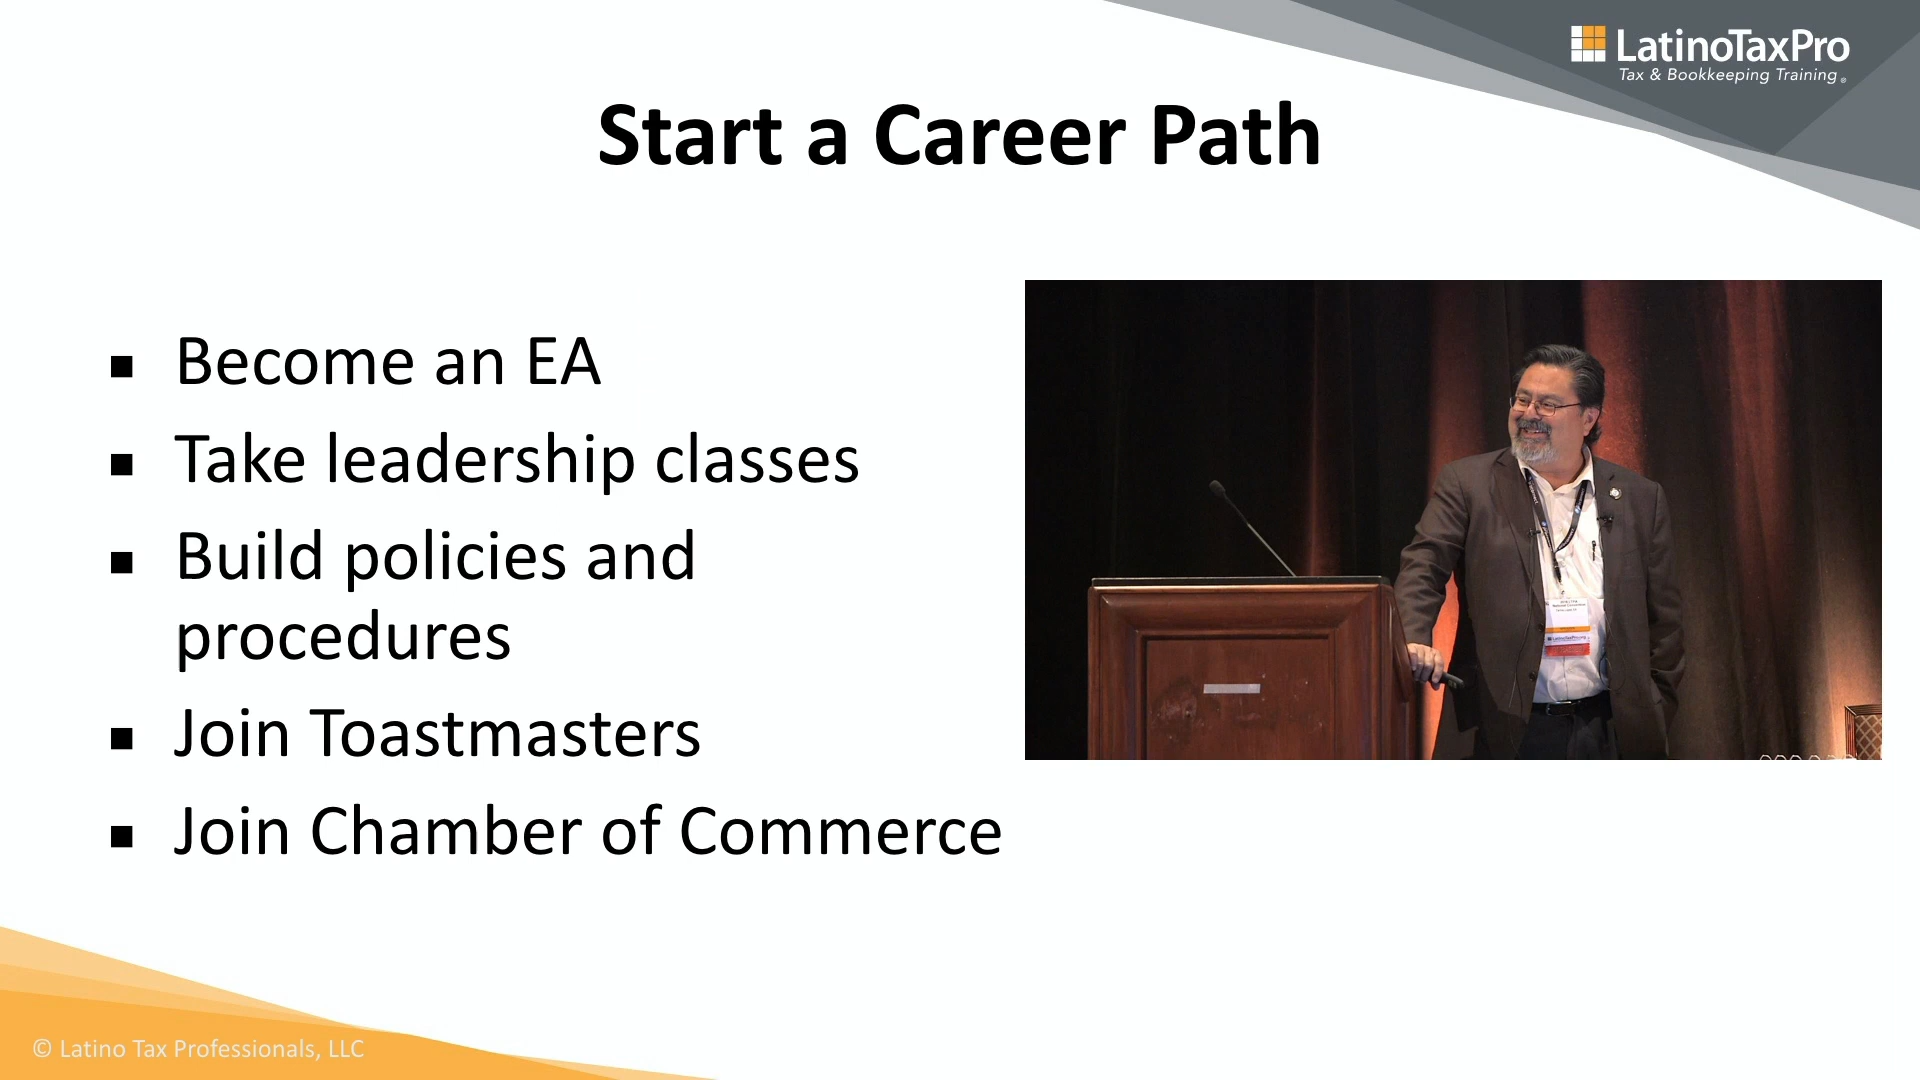 LatinoTaxPro
Tax & Bookkeeping Training®
Start a Career Path
▪ Become an EA
▪ Take leadership classes
▪ Build policies and
procedures
▪ Join Toastmasters
▪ Join Chamber of Commerce
© Latino Tax Professionals, LLC